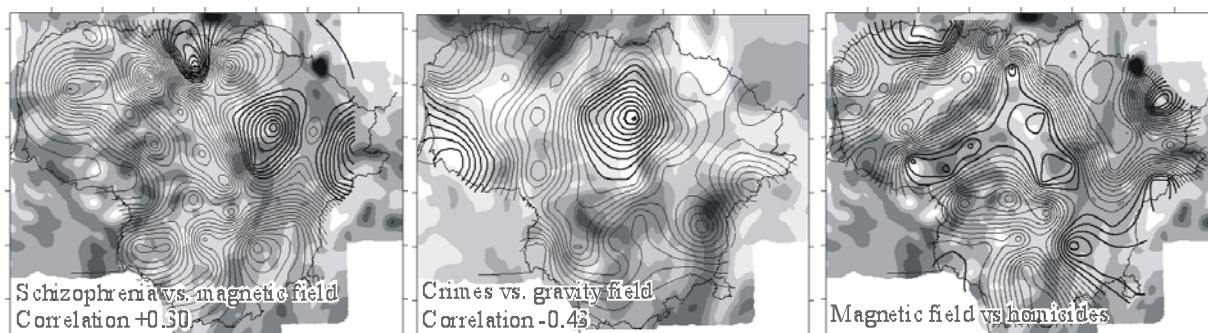 Schizophrenia vs. magnetic field
Correlation +0.30
Crimes vs. gravity field
Correlation -0.43
Magnetic field vs homicides